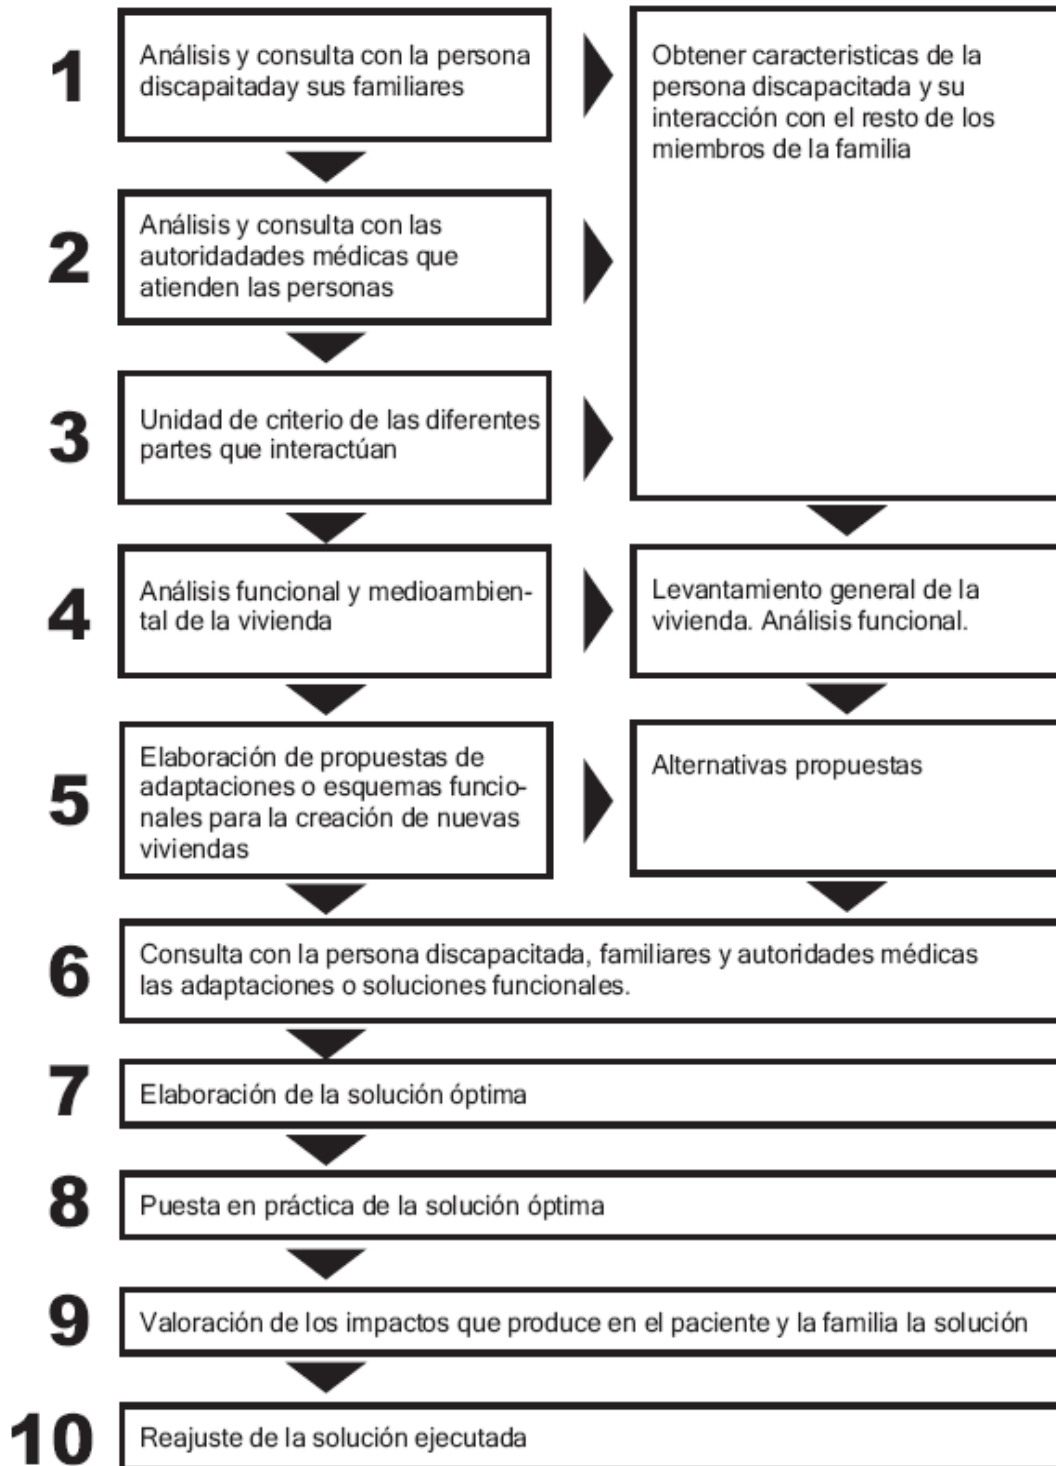 1
Análisis y consulta con la persona
discapaitaday sus familiares
Obtener caracteristicas de la
persona discapacitada y su
interacción con el resto de los
miembros de la familia
2
Análisis y consulta con las
autoridadades médicas que
atienden las personas
3
Unidad de criterio de las diferentes
partes que interactúan
4
Análisis funcional y medioambien-
tal de la vivienda
Levantamiento general de la
vivienda. Análisis funcional.
5
Elaboración de propuestas de
adaptaciones o esquemas funcio-
nales para la creación de nuevas
viviendas
Alternativas propuestas
6
Consulta con la persona discapacitada, familiares y autoridades médicas
las adaptaciones o soluciones funcionales.
7
Elaboración de la solución óptima
8
Puesta en práctica de la solución óptima
9
Valoración de los impactos que produce en el paciente y la familia la solución
10
Reajuste de la solución ejecutada